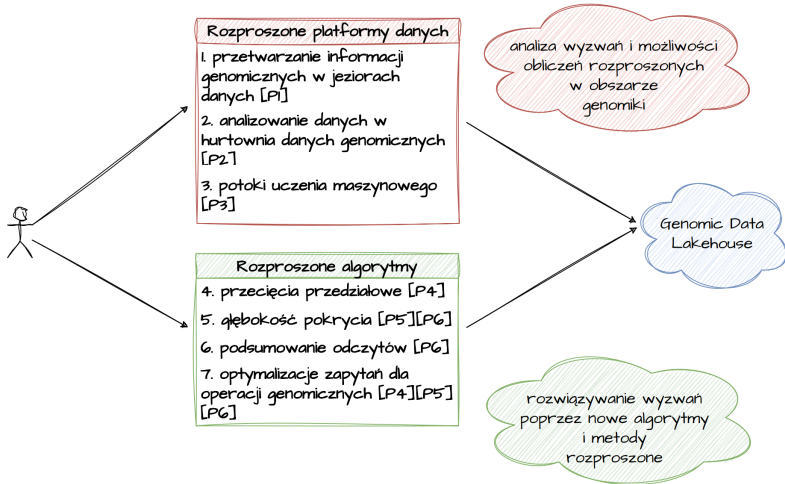 Rozproszone platformy danych
1. przetwarzanie informacji
genomicznych w jeziorach
danych [P1]
2. analizowanie danych w
hurtownia danych genomicznych
[P2]
3. potoki uczenia maszynowego
[P3]
analiza wyzwań i możliwości
obliczeń rozproszonych
w obszarze
genomiki
Genomic Data
Lakehouse
Rozproszone algorytmy
4. przecięcia przedziałowe [P4]
5. głębokość pokrycia [P5][P6]
6. podsumowanie odczytów [P6]
7. optymalizacje zapytań dla
operacji genomicznych [P4][P5]
[P6]
rozwiązywanie wyzwań
poprzez nowe algorytmy
i metody
rozproszone